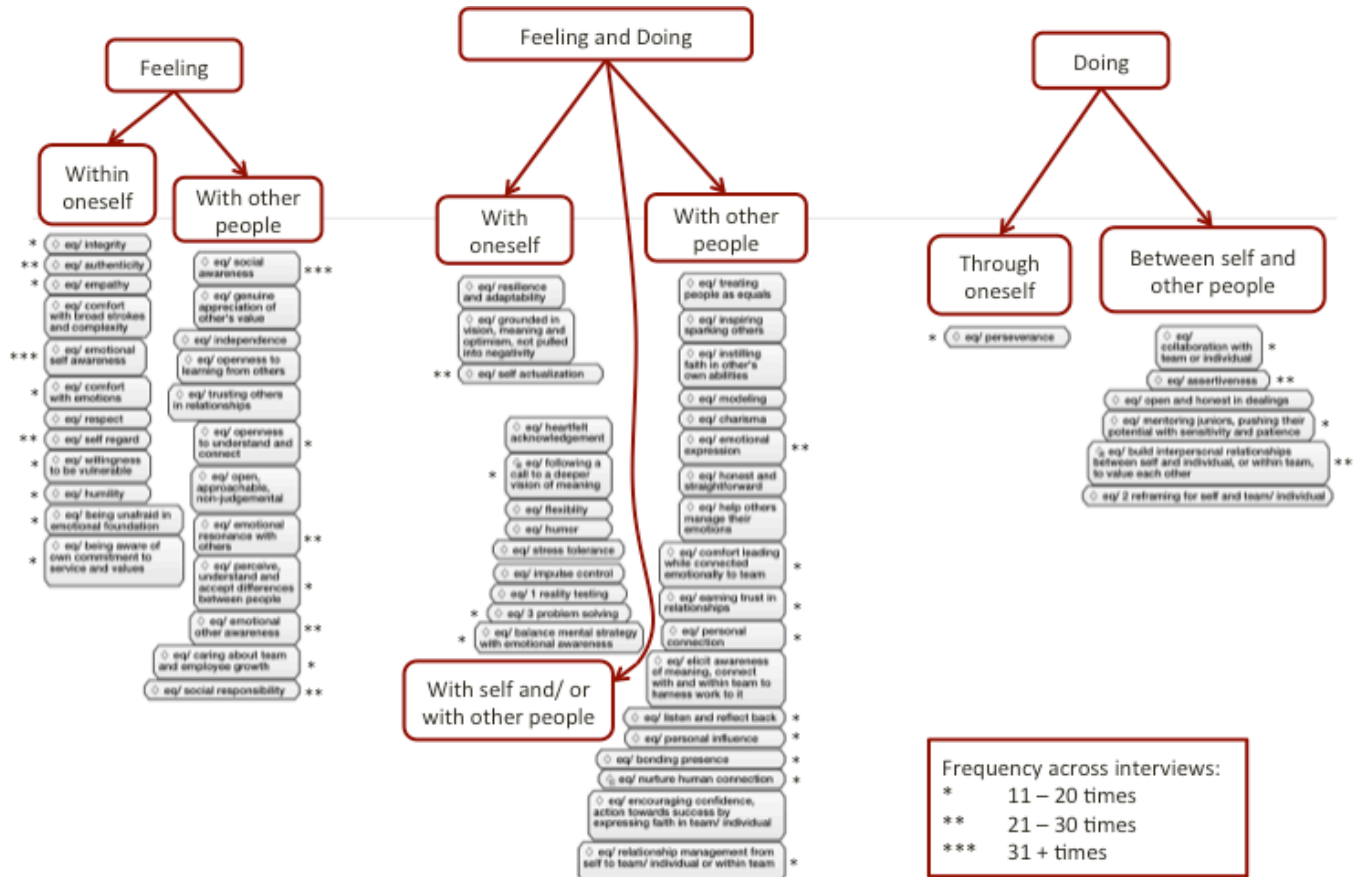 Feeling and Doing
Feeling
Doing
Within
oneself
With other
people
* ◇ eq/ integrity
** ◇ eq/ authenticity
* ◇ eq/ empathy
◇ eq/ comfort
with broad strokes
and complexity
*** ◇ eq/ emotional
self awareness
* ◇ eq/ comfort
with emotions
◇ eq/ respect
** ◇ eq/ self regard
* ◇ eq/ willingness
to be vulnerable
* ◇ eq/ humility
* ◇ eq/ being unafraid in
emotional foundation
* ◇ eq/ being aware of
own commitment to
service and values
◇ eq/ social
awareness ***
◇ eq/ genuine
appreciation of
other's value
◇ eq/ independence
◇ eq/ openness to
learning from others
◇ eq/ trusting others
in relationships
◇ eq/ openness
to understand and
connect *
◇ eq/ open,
approachable,
non-judgemental
◇ eq/ emotional
resonance with
others **
◇ eq/ perceive,
understand and
accept differences
between people *
◇ eq/ emotional
other awareness **
◇ eq/ caring about team
and employee growth *
◇ eq/ social responsibility **
With
oneself
With other
people
◇ eq/ resilience
and adaptability
◇ eq/ grounded in
vision, meaning and
optimism, not pulled
into negativity
** ◇ eq/ self actualization
◇ eq/ heartfelt
acknowledgement
* eq/ following a
call to a deeper
vision of meaning
◇ eq/ flexibility
◇ eq/ humor
◇ eq/ stress tolerance
◇ eq/ impulse control
◇ eq/ 1 reality testing
* ◇ eq/ 3 problem solving
* ◇ eq/ balance mental strategy
with emotional awareness
With self and/ or
with other people
◇ eq/ treating
people as equals
◇ eq/ inspiring
sparking others
◇ eq/ instilling
faith in other's
own abilities
◇ eq/ modeling
◇ eq/ charisma
◇ eq/ emotional
expression **
◇ eq/ honest and
straightforward
◇ eq/ help others
manage their
emotions
◇ eq/ comfort leading
while connected
emotionally to team *
◇ eq/ earning trust in
relationships *
◇ eq/ personal
connection *
◇ eq/ elicit awareness
of meaning, connect
with and within team to
harness work to it
◇ eq/ listen and reflect back *
◇ eq/ personal influence *
◇ eq/ bonding presence *
eq/ nurture human connection *
◇ eq/ encouraging confidence,
action towards success by
expressing faith in team/ individual
◇ eq/ relationship management from
self to team/ individual or within team *
Through
oneself
Between self and
other people
* ◇ eq/ perseverance
◇ eq/
collaboration with
team or individual *
◇ eq/ assertiveness **
◇ eq/ open and honest in dealings
◇ eq/ mentoring juniors, pushing their
potential with sensitivity and patience *
eq/ build interpersonal relationships
between self and individual, or within team,
to value each other **
◇ eq/ 2 reframing for self and team/ individual
Frequency across interviews:
* 11 – 20 times
** 21 – 30 times
*** 31 + times